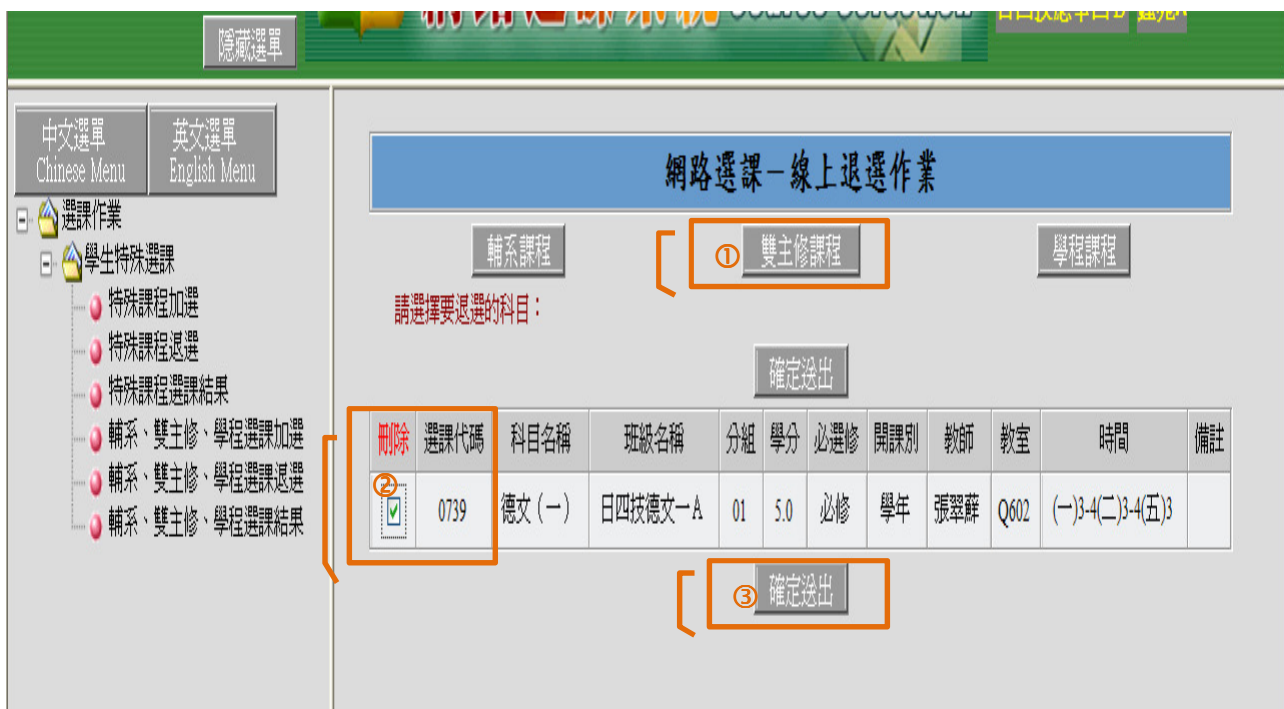 隱藏選單
網路選課系統 Course Selection
中文選單 英文選單
Chinese Menu English Menu
選課作業
學生特殊選課
特殊課程加選
特殊課程退選
特殊課程選課結果
輔系、雙主修、學程選課加選
輔系、雙主修、學程選課退選
輔系、雙主修、學程選課結果
網路選課－線上退選作業
輔系課程 ① 雙主修課程 學程課程
請選擇要退選的科目：
確定送出
刪除 選課代碼 科目名稱 班級名稱 分組 學分 必選修 開課別 教師 教室 時間 備註
② 0739 德文（一） 日四技德文一A 01 5.0 必修 學年 張翠蘚 Q602 (一)3-4(二)3-4(五)3
③ 確定送出